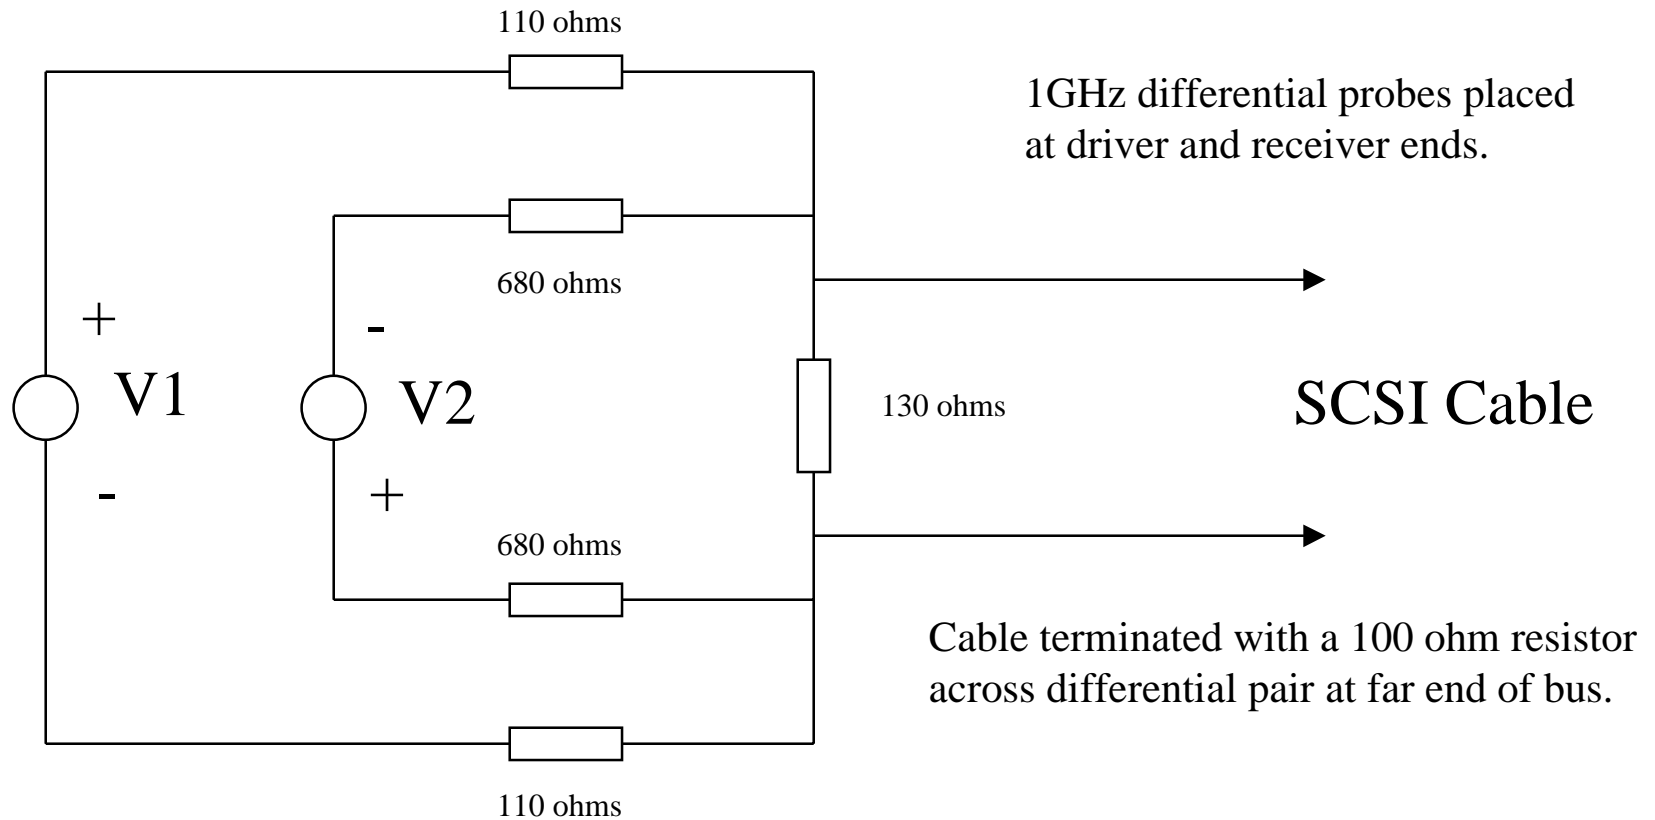 110 ohms
1GHz differential probes placed
at driver and receiver ends.
680 ohms
+
-
V1
V2
130 ohms
SCSI Cable
-
+
680 ohms
Cable terminated with a 100 ohm resistor
across differential pair at far end of bus.
110 ohms